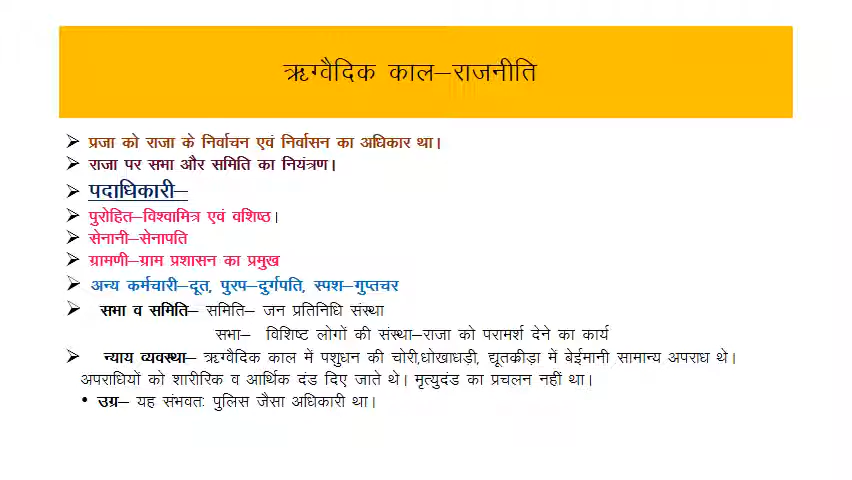 ऋग्वैदिक काल–राजनीति
➢ प्रजा को राजा के निर्वाचन एवं निर्वासन का अधिकार था।
➢ राजा पर सभा और समिति का नियंत्रण।
➢ पदाधिकारी–
➢ पुरोहित–विश्वामित्र एवं वशिष्ठ।
➢ सेनानी–सेनापति
➢ ग्रामणी–ग्राम प्रशासन का प्रमुख
➢ अन्य कर्मचारी–दूत, पुरप–दुर्गपति, स्पश–गुप्तचर
➢ सभा व समिति– समिति– जन प्रतिनिधि संस्था
सभा– विशिष्ट लोगों की संस्था–राजा को परामर्श देने का कार्य
➢ न्याय व्यवस्था– ऋग्वैदिक काल में पशुधन की चोरी,धोखाधड़ी, द्यूतक्रीड़ा में बेईमानी सामान्य अपराध थे।
अपराधियों को शारीरिक व आर्थिक दंड दिए जाते थे। मृत्युदंड का प्रचलन नहीं था।
• उग्र– यह संभवतः पुलिस जैसा अधिकारी था।